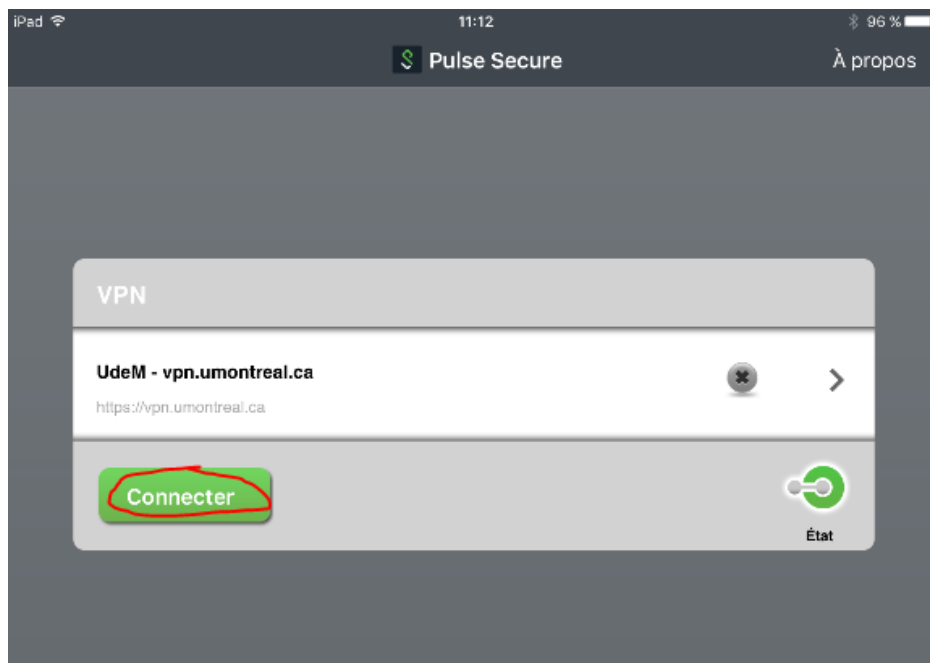 iPad 11:12 96 %
Pulse Secure À propos
VPN
UdeM - vpn.umontreal.ca
https://vpn.umontreal.ca
Connecter
État